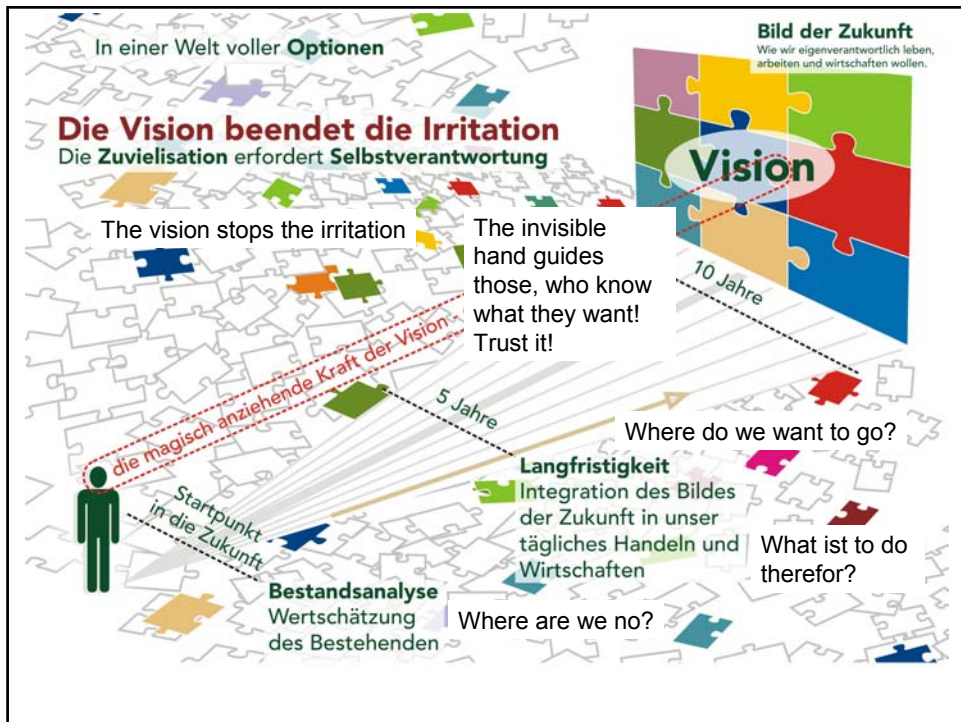 In einer Welt voller Optionen
Bild der Zukunft
Wie wir eigenverantwortlich leben,
arbeiten und wirtschaften wollen.
Die Vision beendet die Irritation
Die Zuvielisation erfordert Selbstverantwortung
Vision
The vision stops the irritation
The invisible
hand guides
those, who know
what they want!
Trust it!
10 Jahre
die magisch anziehende Kraft der Vision
5 Jahre
Where do we want to go?
Startpunkt
in die Zukunft
Langfristigkeit
Integration des Bildes
der Zukunft in unser
tägliches Handeln und
Wirtschaften
What ist to do
therefor?
Bestandsanalyse
Wertschätzung
des Bestehenden
Where are we no?